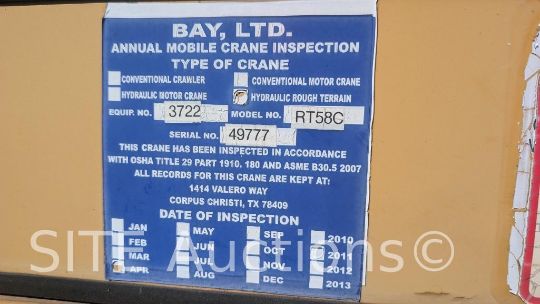 BAY, LTD.
ANNUAL MOBILE CRANE INSPECTION
TYPE OF CRANE
CONVENTIONAL CRAWLER CONVENTIONAL MOTOR CRANE
HYDRAULIC MOTOR CRANE HYDRAULIC ROUGH TERRAIN
EQUIP. NO. 3722 MODEL NO. RT58C
SERIAL NO. 49777
THIS CRANE HAS BEEN INSPECTED IN ACCORDANCE
WITH OSHA TITLE 29 PART 1910, 180 AND ASME B30.5 2007
ALL RECORDS FOR THIS CRANE ARE KEPT AT:
1414 VALERO WAY
CORPUS CHRISTI, TX 78409
DATE OF INSPECTION
JAN MAY SEP 2010
FEB JUN OCT 2011
MAR JUL NOV 2012
APR AUG DEC 2013
SITE Auctions©